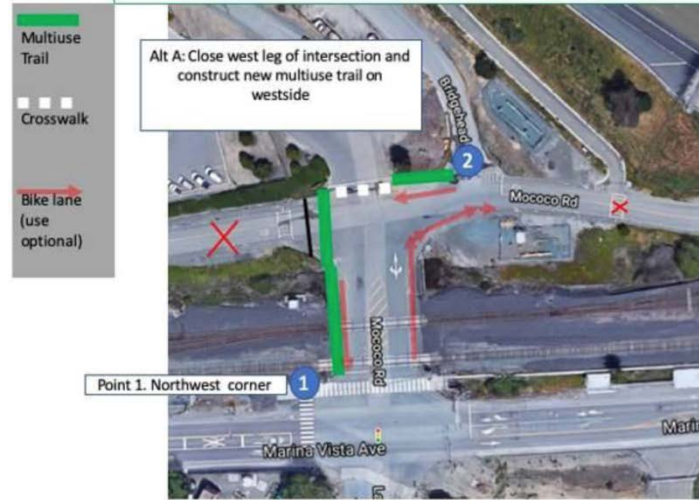 Multiuse
Trail
Crosswalk
Bike lane
(use
optional)
Alt A: Close west leg of intersection and
construct new multiuse trail on
westside
Bridgehead
2
Mococo Rd
Mococo Rd
Point 1. Northwest corner
1
Marina Vista Ave
Marin